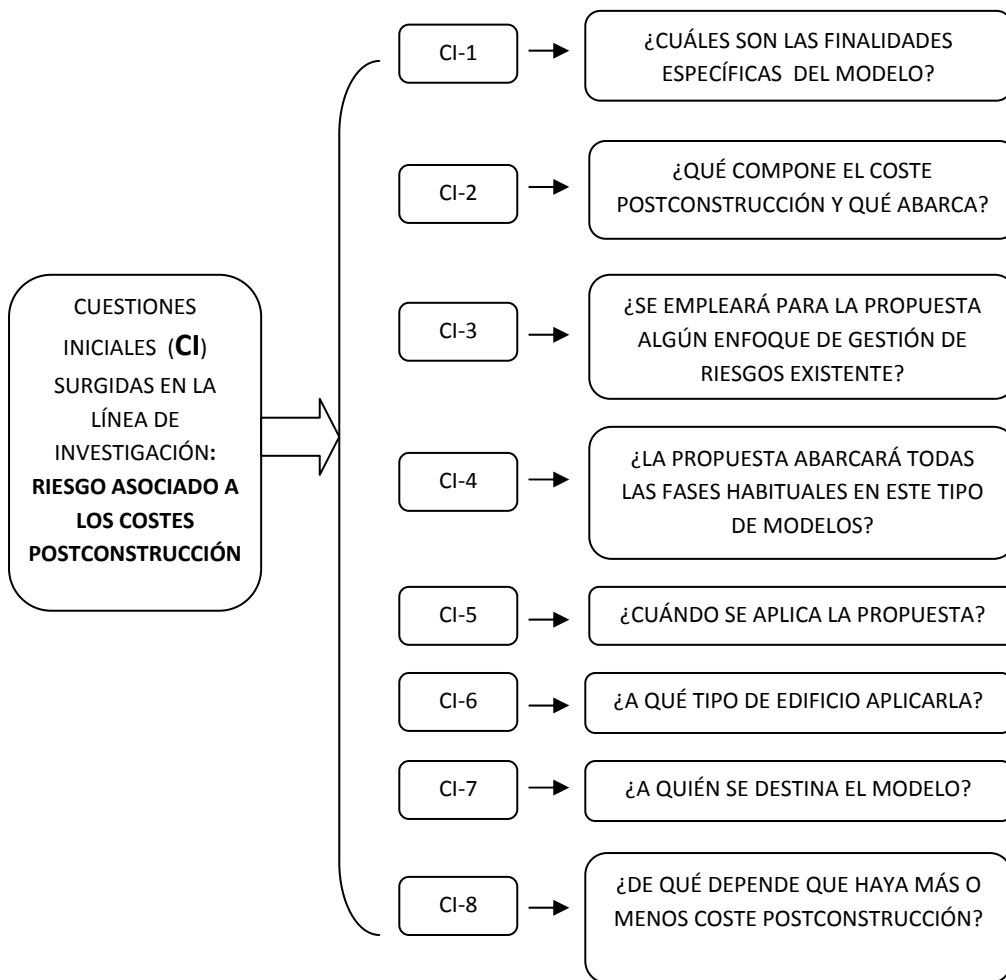 CUESTIONES
INICIALES (CI)
SURGIDAS EN LA
LÍNEA DE
INVESTIGACIÓN:
RIESGO ASOCIADO A
LOS COSTES
POSTCONSTRUCCIÓN
CI-1
¿CUÁLES SON LAS FINALIDADES
ESPECÍFICAS DEL MODELO?
CI-2
¿QUÉ COMPONE EL COSTE
POSTCONSTRUCCIÓN Y QUÉ ABARCA?
CI-3
¿SE EMPLEARÁ PARA LA PROPUESTA
ALGÚN ENFOQUE DE GESTIÓN DE
RIESGOS EXISTENTE?
CI-4
¿LA PROPUESTA ABARCARÁ TODAS
LAS FASES HABITUALES EN ESTE TIPO
DE MODELOS?
CI-5
¿CUÁNDO SE APLICA LA PROPUESTA?
CI-6
¿A QUÉ TIPO DE EDIFICIO APLICARLA?
CI-7
¿A QUIÉN SE DESTINA EL MODELO?
CI-8
¿DE QUÉ DEPENDE QUE HAYA MÁS O
MENOS COSTE POSTCONSTRUCCIÓN?